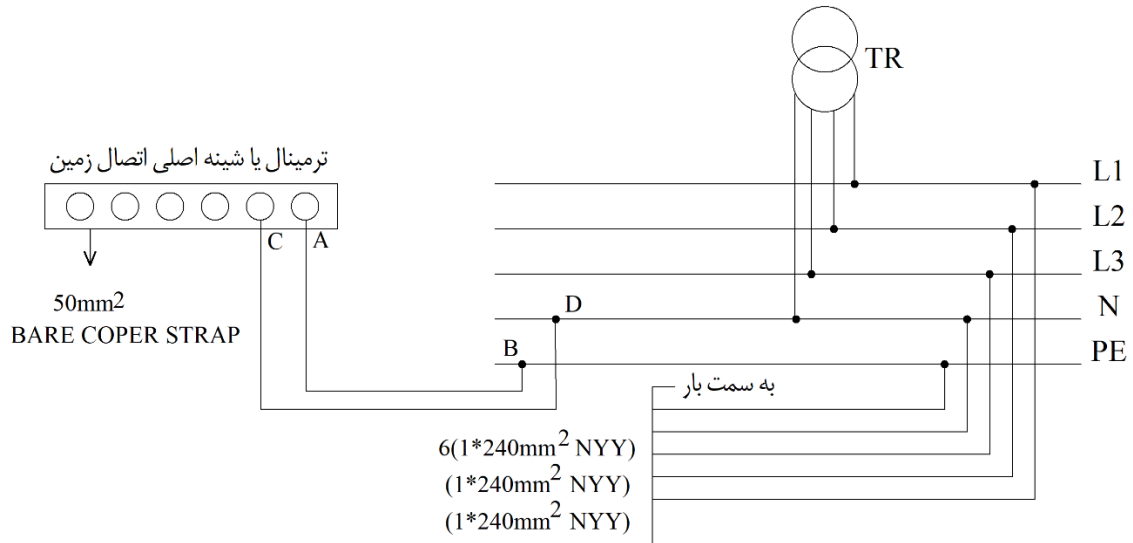 TR
ترمینال یا شینه اصلی اتصال زمین
L1
C A
L2
L3
50mm2
BARE COPER STRAP
D
N
B
PE
به سمت بار
6(1*240mm2 NYY)
(1*240mm2 NYY)
(1*240mm2 NYY)